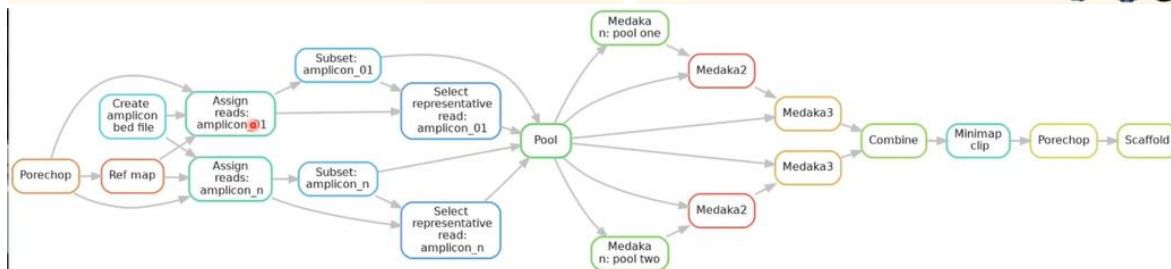 Porechop
Create
amplicon
bed file
Ref map
Assign
reads:
amplicon_01
Assign
reads:
amplicon_n
Subset:
amplicon_01
Select
representative
read:
amplicon_01
Subset:
amplicon_n
Select
representative
read:
amplicon_n
Pool
Medaka
n: pool one
Medaka2
Medaka3
Medaka3
Medaka2
Medaka
n: pool two
Combine
Minimap
clip
Porechop
Scaffold